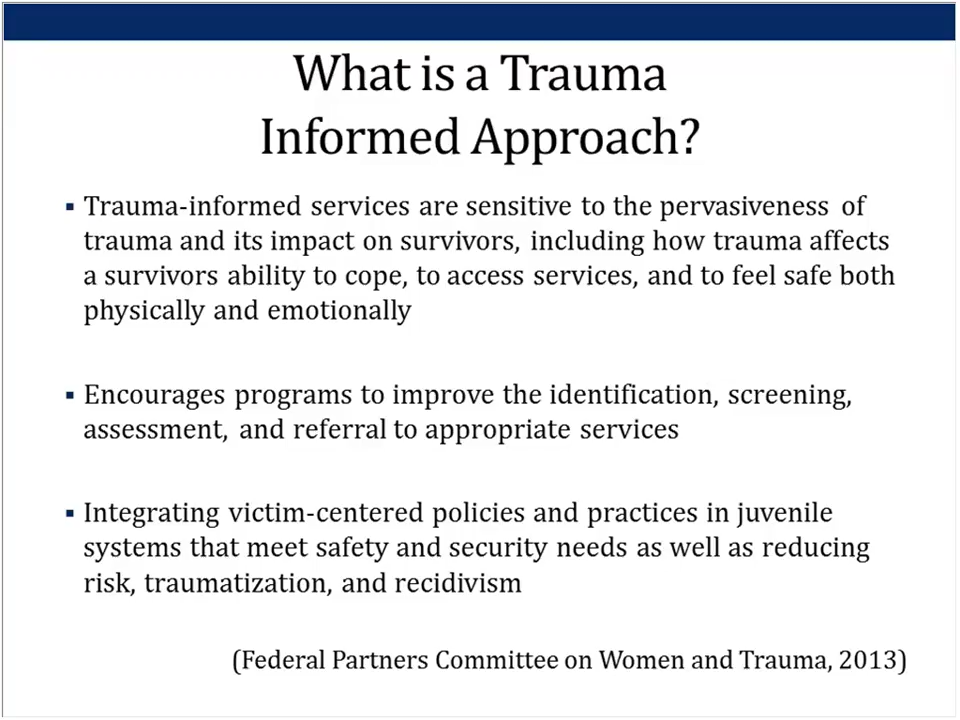 What is a Trauma
Informed Approach?
▪ Trauma-informed services are sensitive to the pervasiveness of
trauma and its impact on survivors, including how trauma affects
a survivors ability to cope, to access services, and to feel safe both
physically and emotionally
▪ Encourages programs to improve the identification, screening,
assessment, and referral to appropriate services
▪ Integrating victim-centered policies and practices in juvenile
systems that meet safety and security needs as well as reducing
risk, traumatization, and recidivism
(Federal Partners Committee on Women and Trauma, 2013)